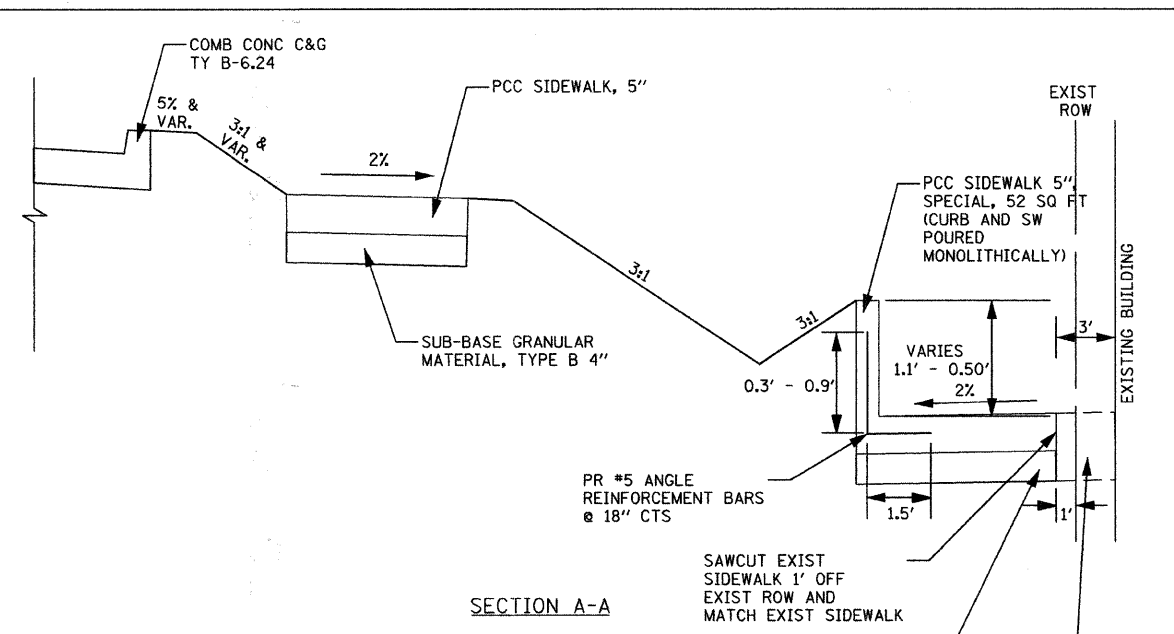 COMB CONC C&G
TY B-6.24
5% &
VAR.
3:1 &
VAR.
2%
PCC SIDEWALK, 5"
EXIST
ROW
PCC SIDEWALK 5",
SPECIAL, 52 SQ FT
(CURB AND SW
POURED
MONOLITHICALLY)
EXISTING BUILDING
3:1
3:1
SUB-BASE GRANULAR
MATERIAL, TYPE B 4"
3'
VARIES
1.1' - 0.50'
2%
0.3' - 0.9'
PR #5 ANGLE
REINFORCEMENT BARS
@ 18" CTS
1.5'
1'
SAWCUT EXIST
SIDEWALK 1' OFF
EXIST ROW AND
MATCH EXIST SIDEWALK
SECTION A-A